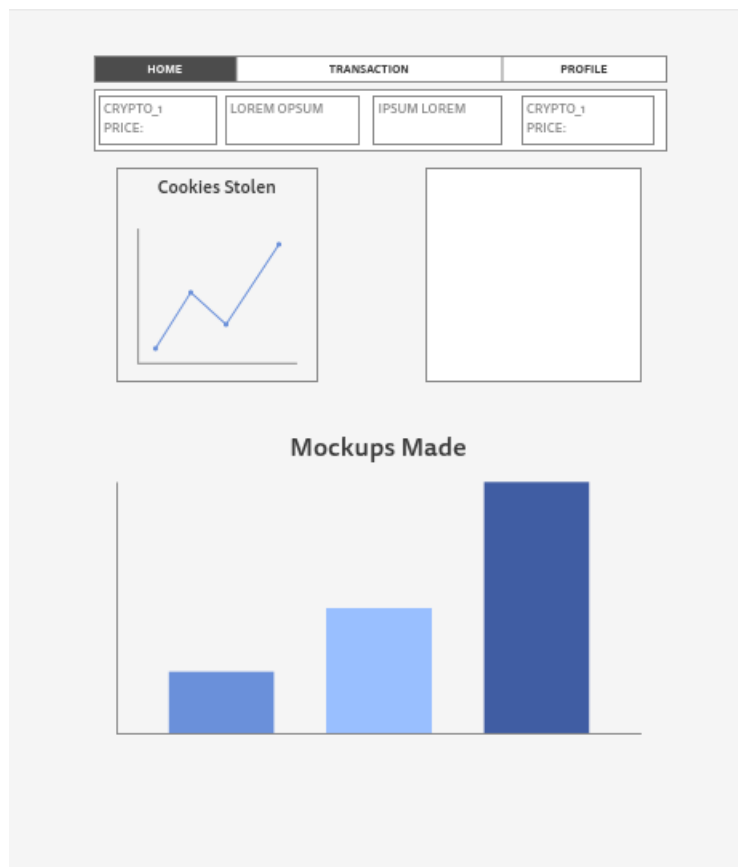 HOME TRANSACTION PROFILE
CRYPTO_1 LOREM OPSUM IPSUM LOREM CRYPTO_1
PRICE: PRICE:
Cookies Stolen
Mockups Made